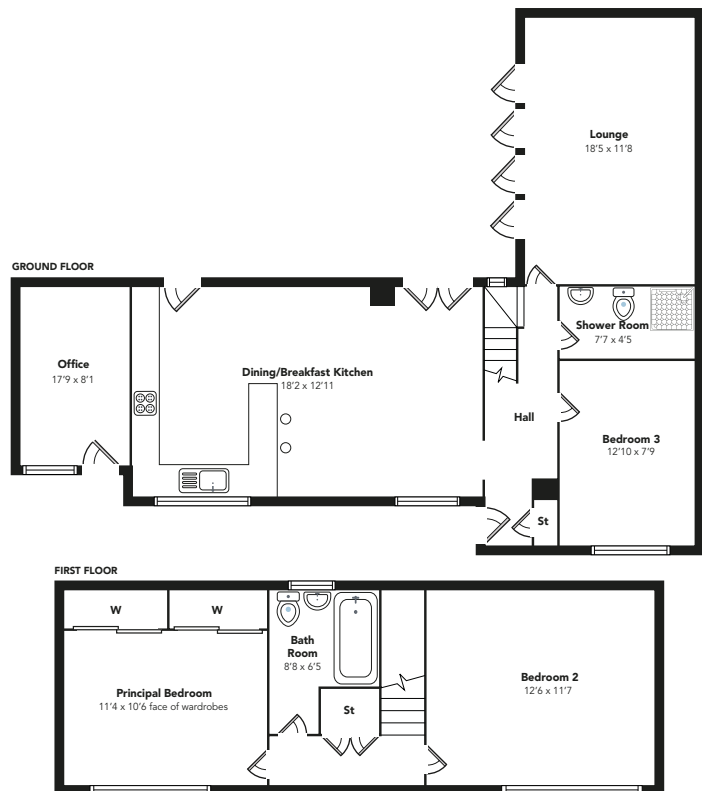 Lounge
18'5 x 11'8
GROUND FLOOR
Shower Room
7'7 x 4'5
Office
17'9 x 8'1
Dining/Breakfast Kitchen
18'2 x 12'11
Hall
Bedroom 3
12'10 x 7'9
St
FIRST FLOOR
W
W
Bath
Room
8'8 x 6'5
Principal Bedroom
11'4 x 10'6 face of wardrobes
St
Bedroom 2
12'6 x 11'7